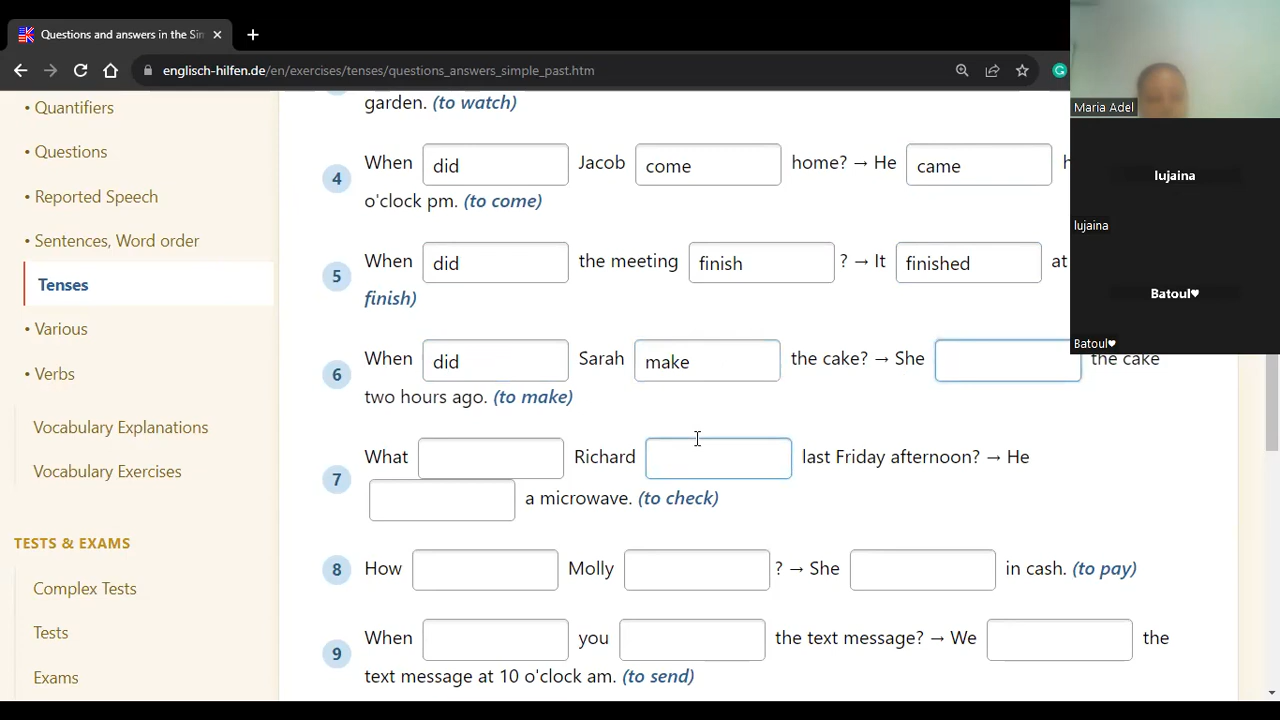 Questions and answers in the Sin
englisch-hilfen.de/en/exercises/tenses/questions_answers_simple_past.htm
Maria Adel
lujaina
lujaina
Batoul♥
Batoul♥
• Quantifiers
• Questions
• Reported Speech
• Sentences, Word order
Tenses
• Various
• Verbs
Vocabulary Explanations
Vocabulary Exercises
TESTS & EXAMS
Complex Tests
Tests
Exams
garden. (to watch)
4 When did Jacob come home? → He came
o'clock pm. (to come)
5 When did the meeting finish ? → It finished at
finish)
6 When did Sarah make the cake? → She the cake
two hours ago. (to make)
7 What Richard last Friday afternoon? → He
a microwave. (to check)
8 How Molly ? → She in cash. (to pay)
9 When you the text message? → We the
text message at 10 o'clock am. (to send)